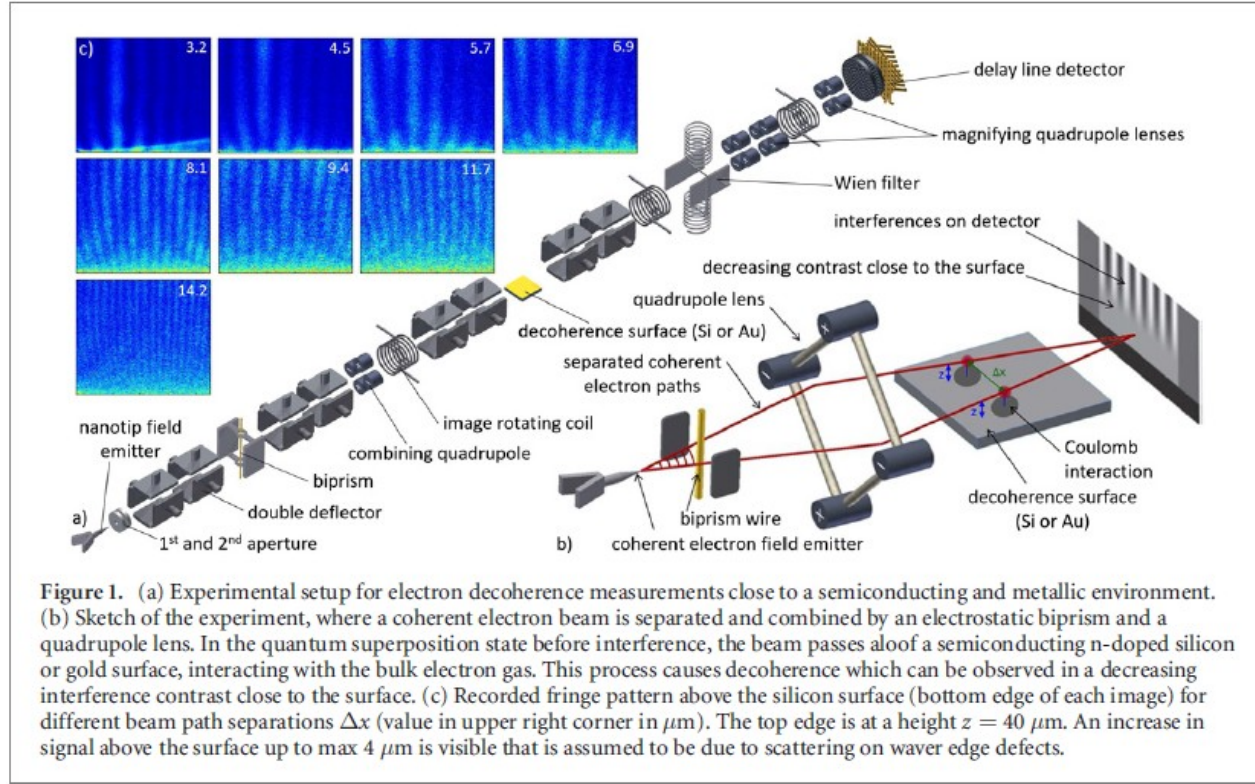 c)
3.2
4.5
5.7
6.9
8.1
9.4
11.7
14.2
delay line detector
magnifying quadrupole lenses
Wien filter
interferences on detector
decreasing contrast close to the surface
quadrupole lens
decoherence surface (Si or Au)
separated coherent
electron paths
image rotating coil
combining quadrupole
nanotip field
emitter
biprism
double deflector
a)
1st and 2nd aperture
z
Δx
z
+
-
-
+
Coulomb
interaction
decoherence surface
(Si or Au)
biprism wire
b)
coherent electron field emitter
Figure 1. (a) Experimental setup for electron decoherence measurements close to a semiconducting and metallic environment.
(b) Sketch of the experiment, where a coherent electron beam is separated and combined by an electrostatic biprism and a
quadrupole lens. In the quantum superposition state before interference, the beam passes aloof a semiconducting n-doped silicon
or gold surface, interacting with the bulk electron gas. This process causes decoherence which can be observed in a decreasing
interference contrast close to the surface. (c) Recorded fringe pattern above the silicon surface (bottom edge of each image) for
different beam path separations Δx (value in upper right corner in μm). The top edge is at a height z = 40 μm. An increase in
signal above the surface up to max 4 μm is visible that is assumed to be due to scattering on waver edge defects.